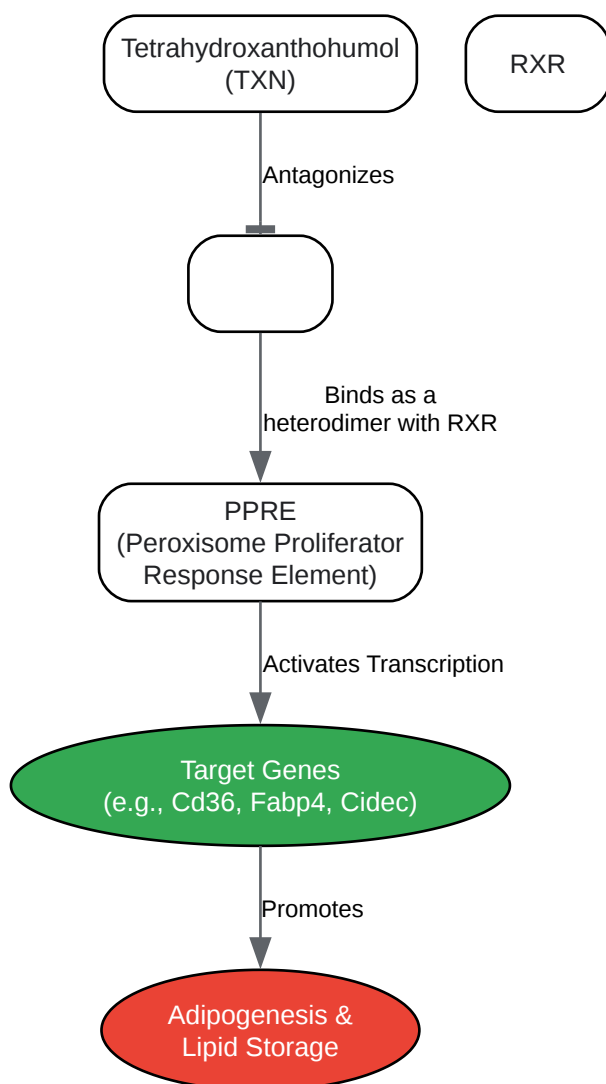 Tetrahydroxanthohumol
(TXN)
RXR
Antagonizes
Binds as a
heterodimer with RXR
PPRE
(Peroxisome Proliferator
Response Element)
Activates Transcription
Target Genes
(e.g., Cd36, Fabp4, Cidec)
Promotes
Adipogenesis &
Lipid Storage